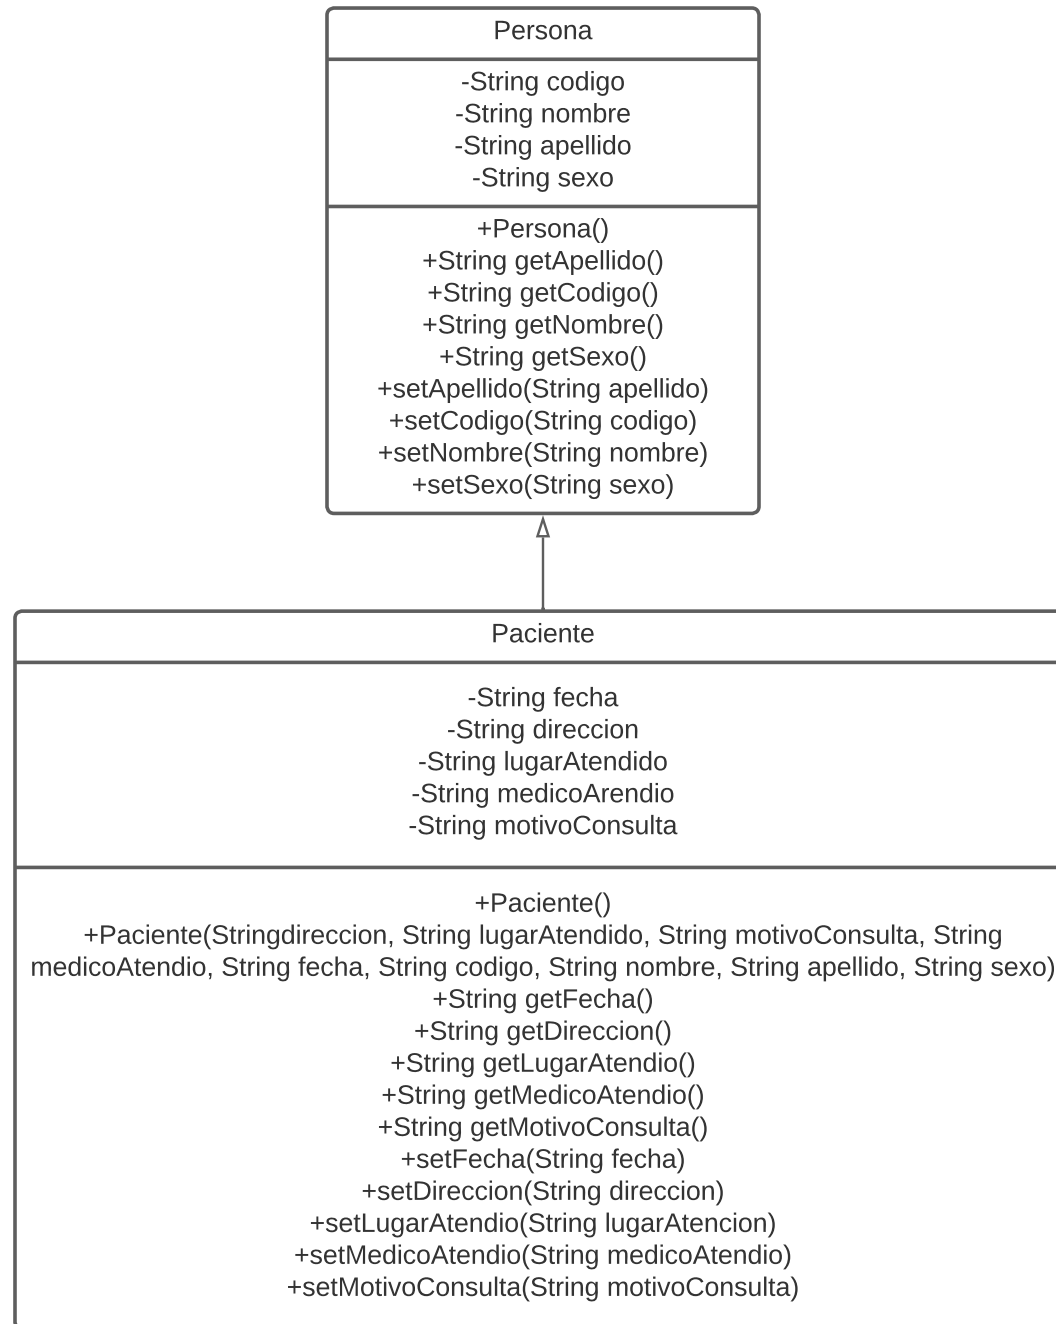 Persona
-String codigo
-String nombre
-String apellido
-String sexo
+Persona()
+String getApellido()
+String getCodigo()
+String getNombre()
+String getSexo()
+setApellido(String apellido)
+setCodigo(String codigo)
+setNombre(String nombre)
+setSexo(String sexo)
Paciente
-String fecha
-String direccion
-String lugarAtendido
-String medicoArendio
-String motivoConsulta
+Paciente()
+Paciente(Stringdireccion, String lugarAtendido, String motivoConsulta, String
medicoAtendio, String fecha, String codigo, String nombre, String apellido, String sexo)
+String getFecha()
+String getDireccion()
+String getLugarAtendio()
+String getMedicoAtendio()
+String getMotivoConsulta()
+setFecha(String fecha)
+setDireccion(String direccion)
+setLugarAtendio(String lugarAtencion)
+setMedicoAtendio(String medicoAtendio)
+setMotivoConsulta(String motivoConsulta)